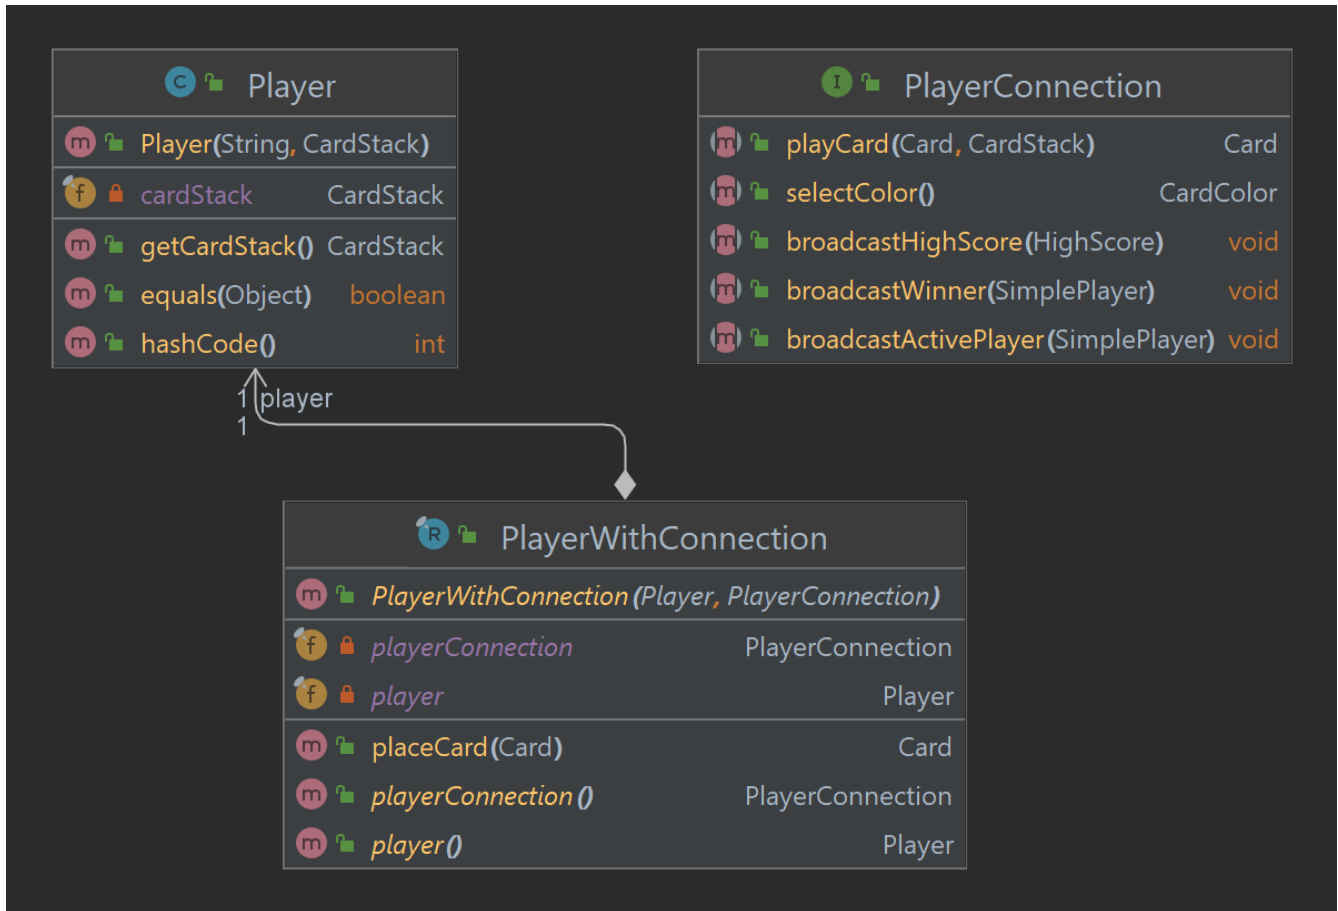 C Player
m Player(String, CardStack)
f cardStack CardStack
m getCardStack() CardStack
m equals(Object) boolean
m hashCode() int
I PlayerConnection
m playCard(Card, CardStack) Card
m selectColor() CardColor
m broadcastHighScore(HighScore) void
m broadcastWinner(SimplePlayer) void
m broadcastActivePlayer(SimplePlayer) void
1 player
1
R PlayerWithConnection
m PlayerWithConnection(Player, PlayerConnection)
f playerConnection PlayerConnection
f player Player
m placeCard(Card) Card
m playerConnection() PlayerConnection
m player() Player